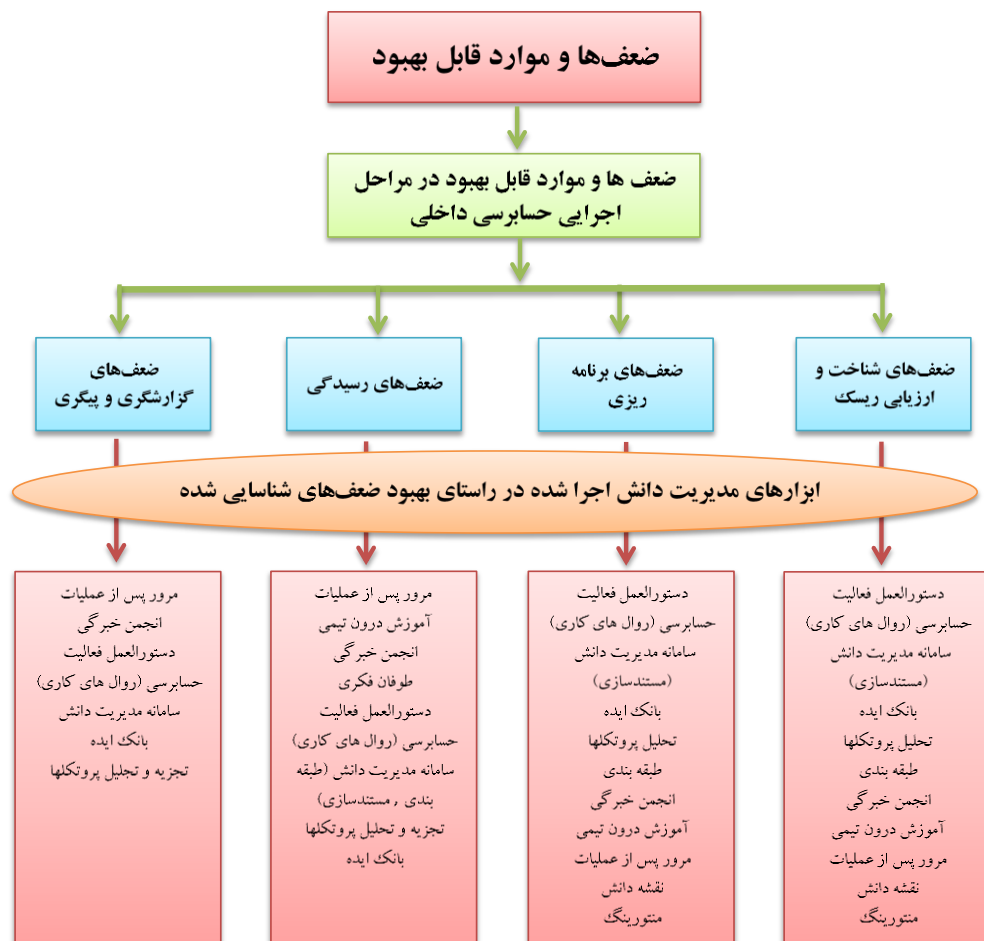 ضعف‌ها و موارد قابل بهبود
ضعف ها و موارد قابل بهبود در مراحل
اجرایی حسابرسی داخلی
ضعف‌های شناخت و
ارزیابی ریسک
ضعف‌های برنامه
ریزی
ضعف‌های رسیدگی
ضعف‌های
گزارشگری و پیگری
ابزارهای مدیریت دانش اجرا شده در راستای بهبود ضعف‌های شناسایی شده
دستورالعمل فعالیت
حسابرسی (روال های کاری)
سامانه مدیریت دانش
(مستندسازی)
بانک ایده
تحلیل پروتکلها
طبقه بندی
انجمن خبرگی
آموزش درون تیمی
مرور پس از عملیات
نقشه دانش
منتورینگ
دستورالعمل فعالیت
حسابرسی (روال های کاری)
سامانه مدیریت دانش
(مستندسازی)
بانک ایده
تحلیل پروتکلها
طبقه بندی
انجمن خبرگی
آموزش درون تیمی
مرور پس از عملیات
نقشه دانش
منتورینگ
مرور پس از عملیات
آموزش درون تیمی
انجمن خبرگی
طوفان فکری
دستورالعمل فعالیت
حسابرسی (روال های کاری)
سامانه مدیریت دانش (طبقه
بندی , مستندسازی)
تجزیه و تحلیل پروتکلها
بانک ایده
مرور پس از عملیات
انجمن خبرگی
دستورالعمل فعالیت
حسابرسی (روال های کاری)
سامانه مدیریت دانش
بانک ایده
تجزیه و تجلیل پروتکلها